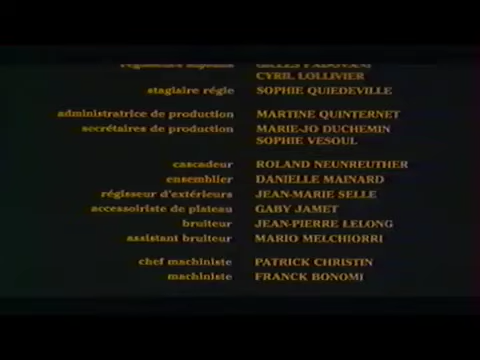 CYRIL LOLLIVIER
stagiaire régie SOPHIE QUIEDEVILLE
administratrice de production MARTINE QUINTERNET
secrétaires de production MARIE-JO DUCHEMIN
SOPHIE VESOUL
cascadeur ROLAND NEUNREUTHER
ensemblier DANIELLE MAINARD
régisseur d'extérieurs JEAN-MARIE SELLE
accessoiriste de plateau GABY JAMET
bruiteur JEAN-PIERRE LELONG
assistant bruiteur MARIO MELCHIORRI
chef machiniste PATRICK CHRISTIN
machiniste FRANCK BONOMI